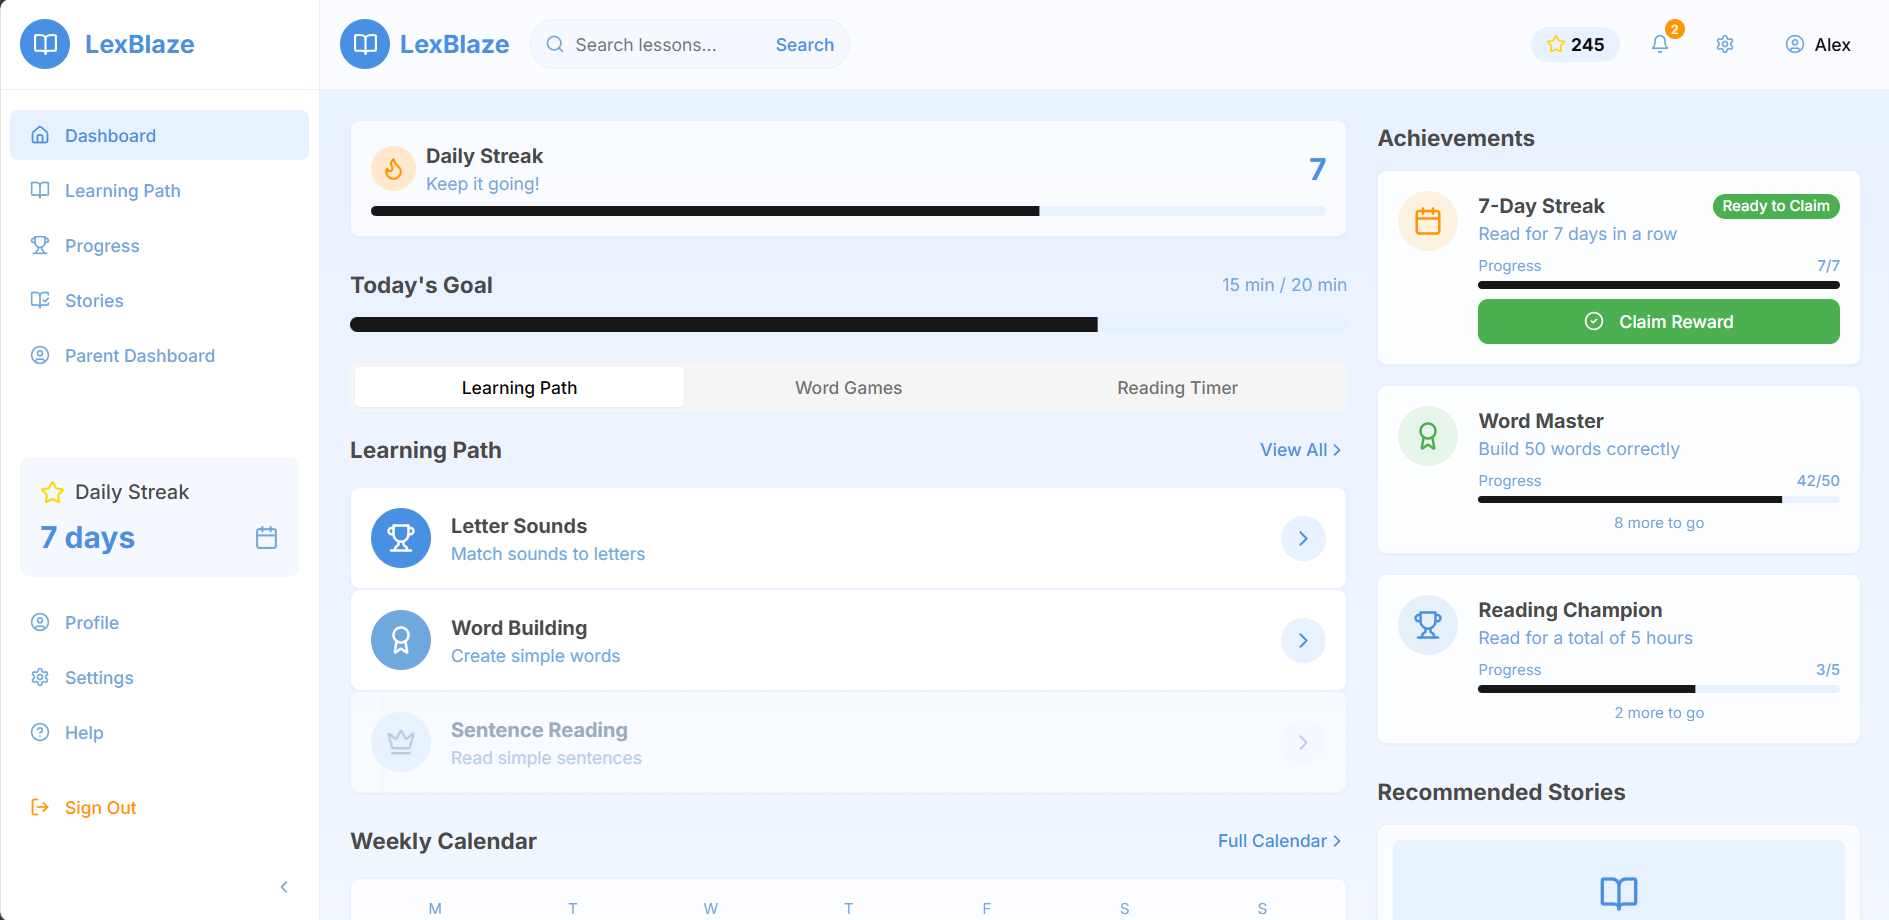 LexBlaze
Dashboard
Learning Path
Progress
Stories
Parent Dashboard
Daily Streak
7 days
Profile
Settings
Help
Sign Out
LexBlaze
Search lessons...
Search
245
2
Alex
Daily Streak
Keep it going!
7
Today's Goal
15 min / 20 min
Learning Path
Word Games
Reading Timer
Learning Path
View All
Letter Sounds
Match sounds to letters
Word Building
Create simple words
Sentence Reading
Read simple sentences
Weekly Calendar
Full Calendar
M T W T F S S
Achievements
7-Day Streak
Ready to Claim
Read for 7 days in a row
Progress 7/7
Claim Reward
Word Master
Build 50 words correctly
Progress 42/50
8 more to go
Reading Champion
Read for a total of 5 hours
Progress 3/5
2 more to go
Recommended Stories